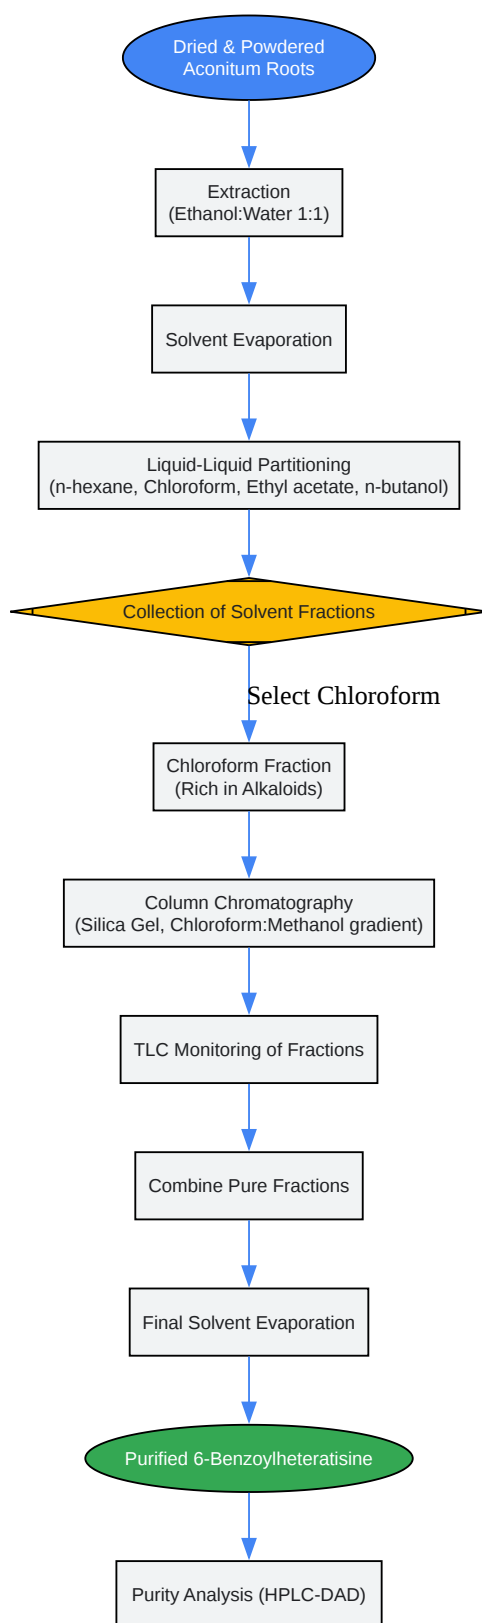 Dried & Powdered
Aconitum Roots
Extraction
(Ethanol:Water 1:1)
Solvent Evaporation
Liquid-Liquid Partitioning
(n-hexane, Chloroform, Ethyl acetate, n-butanol)
Collection of Solvent Fractions
Select Chloroform
Chloroform Fraction
(Rich in Alkaloids)
Column Chromatography
(Silica Gel, Chloroform:Methanol gradient)
TLC Monitoring of Fractions
Combine Pure Fractions
Final Solvent Evaporation
Purified 6-Benzoylheteratisine
Purity Analysis (HPLC-DAD)